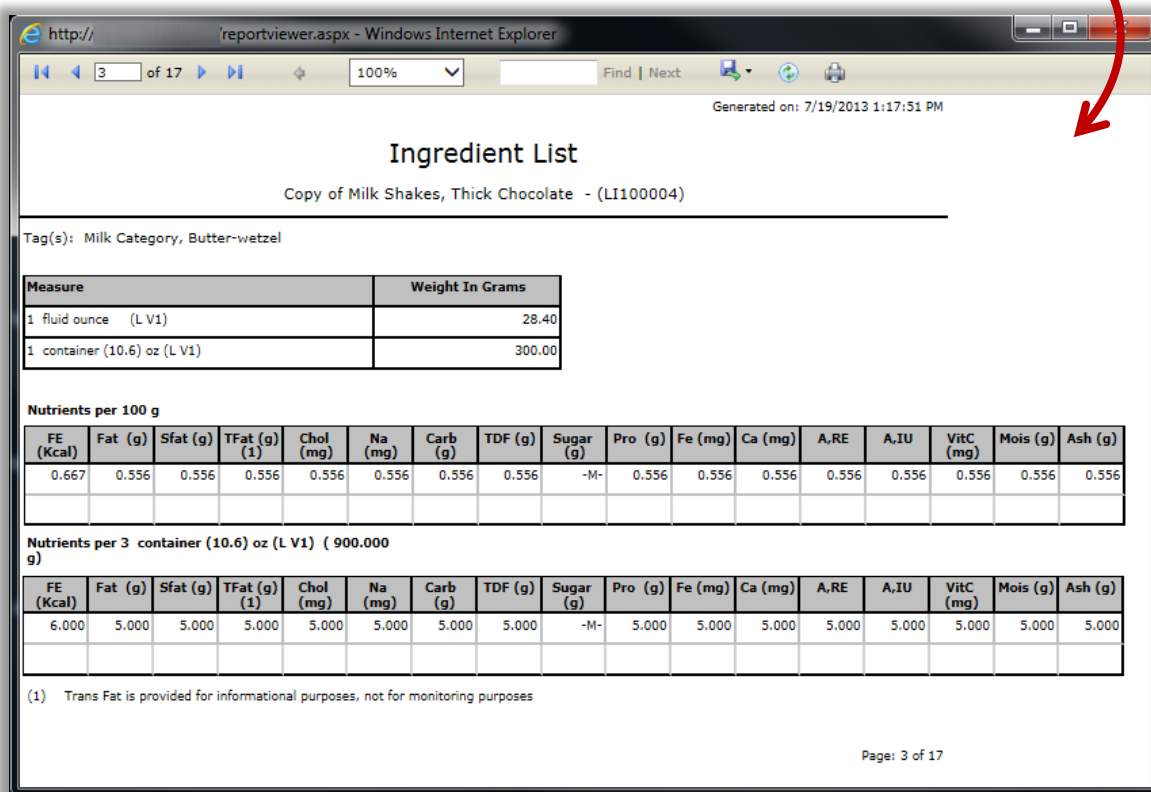 http:// /reportviewer.aspx - Windows Internet Explorer
3 of 17 100% Find | Next
Generated on: 7/19/2013 1:17:51 PM
Ingredient List
Copy of Milk Shakes, Thick Chocolate - (LI100004)
Tag(s): Milk Category, Butter-wetzel
Measure Weight In Grams
1 fluid ounce (L V1) 28.40
1 container (10.6) oz (L V1) 300.00
Nutrients per 100 g
FE (Kcal) Fat (g) Sfat (g) TFat (g) (1) Chol (mg) Na (mg) Carb (g) TDF (g) Sugar (g) Pro (g) Fe (mg) Ca (mg) A,RE A,IU VitC (mg) Mois (g) Ash (g)
0.667 0.556 0.556 0.556 0.556 0.556 0.556 0.556 -M- 0.556 0.556 0.556 0.556 0.556 0.556 0.556 0.556
Nutrients per 3 container (10.6) oz (L V1) ( 900.000
g)
FE (Kcal) Fat (g) Sfat (g) TFat (g) (1) Chol (mg) Na (mg) Carb (g) TDF (g) Sugar (g) Pro (g) Fe (mg) Ca (mg) A,RE A,IU VitC (mg) Mois (g) Ash (g)
6.000 5.000 5.000 5.000 5.000 5.000 5.000 5.000 -M- 5.000 5.000 5.000 5.000 5.000 5.000 5.000 5.000
(1) Trans Fat is provided for informational purposes, not for monitoring purposes
Page: 3 of 17